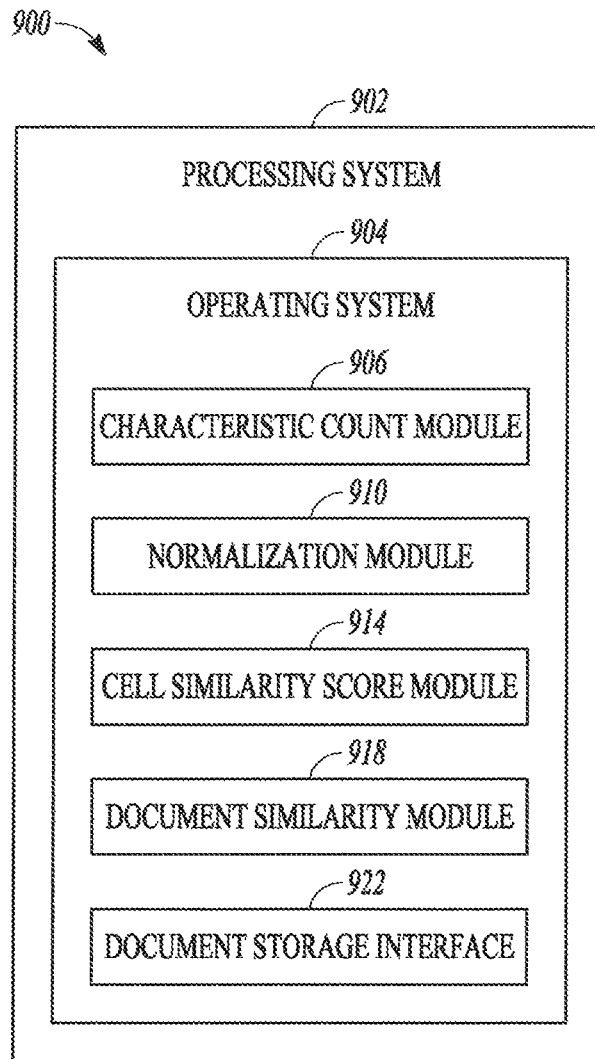 900
902
PROCESSING SYSTEM
904
OPERATING SYSTEM
906
CHARACTERISTIC COUNT MODULE
910
NORMALIZATION MODULE
914
CELL SIMILARITY SCORE MODULE
918
DOCUMENT SIMILARITY MODULE
922
DOCUMENT STORAGE INTERFACE